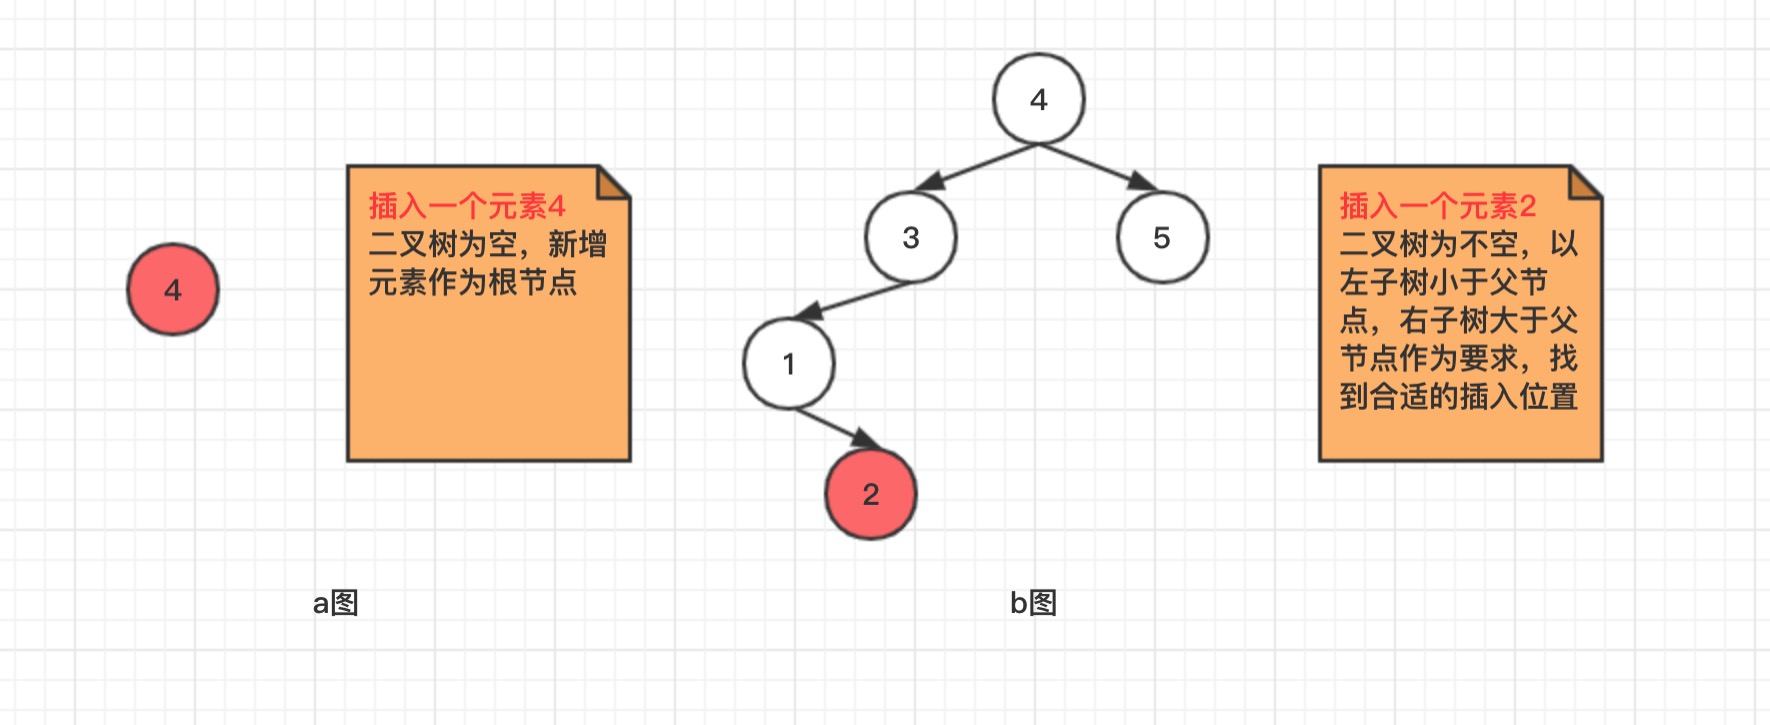 4
插入一个元素4
二叉树为空，新增
元素作为根节点
a图
4
3
5
1
2
插入一个元素2
二叉树为不空，以
左子树小于父节
点，右子树大于父
节点作为要求，找
到合适的插入位置
b图